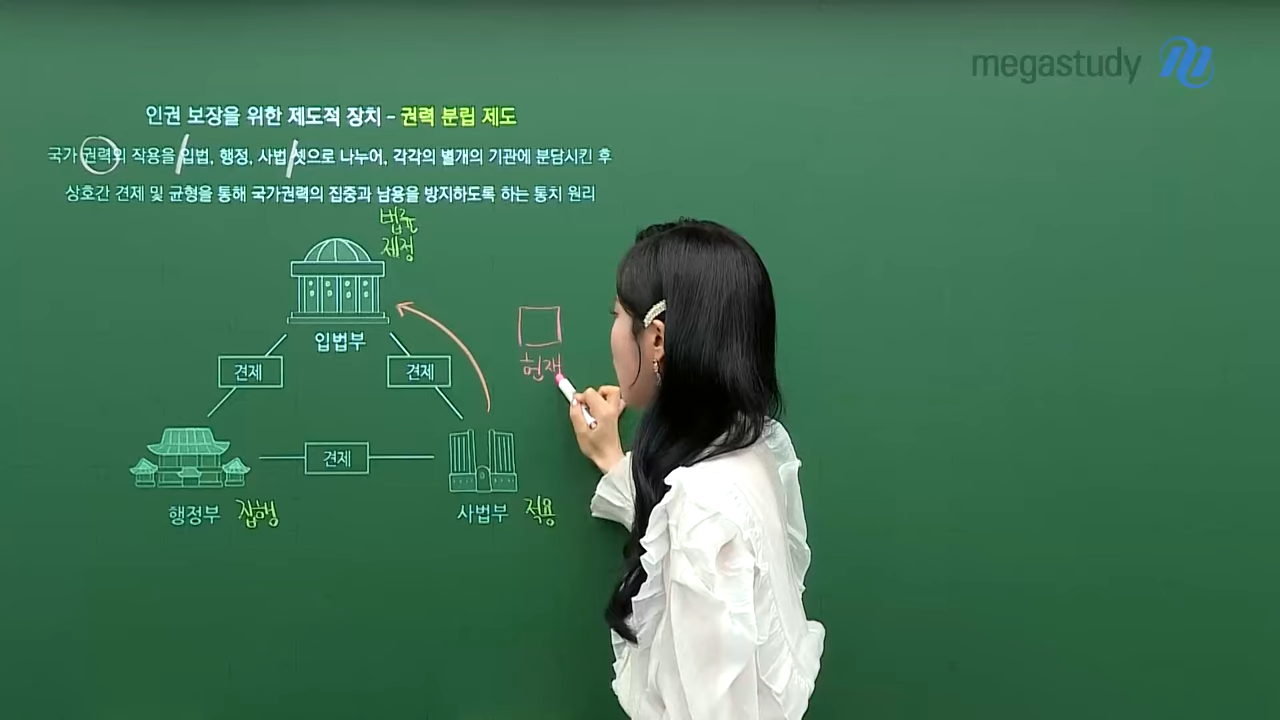 megastudy
인권 보장을 위한 제도적 장치 - 권력 분립 제도
국가 권력의 작용을 입법, 행정, 사법 셋으로 나누어, 각각의 별개의 기관에 분담시킨 후
상호간 견제 및 균형을 통해 국가권력의 집중과 남용을 방지하도록 하는 통치 원리
법률
제정
입법부
헌재
견제
견제
견제
행정부 집행
사법부 적용